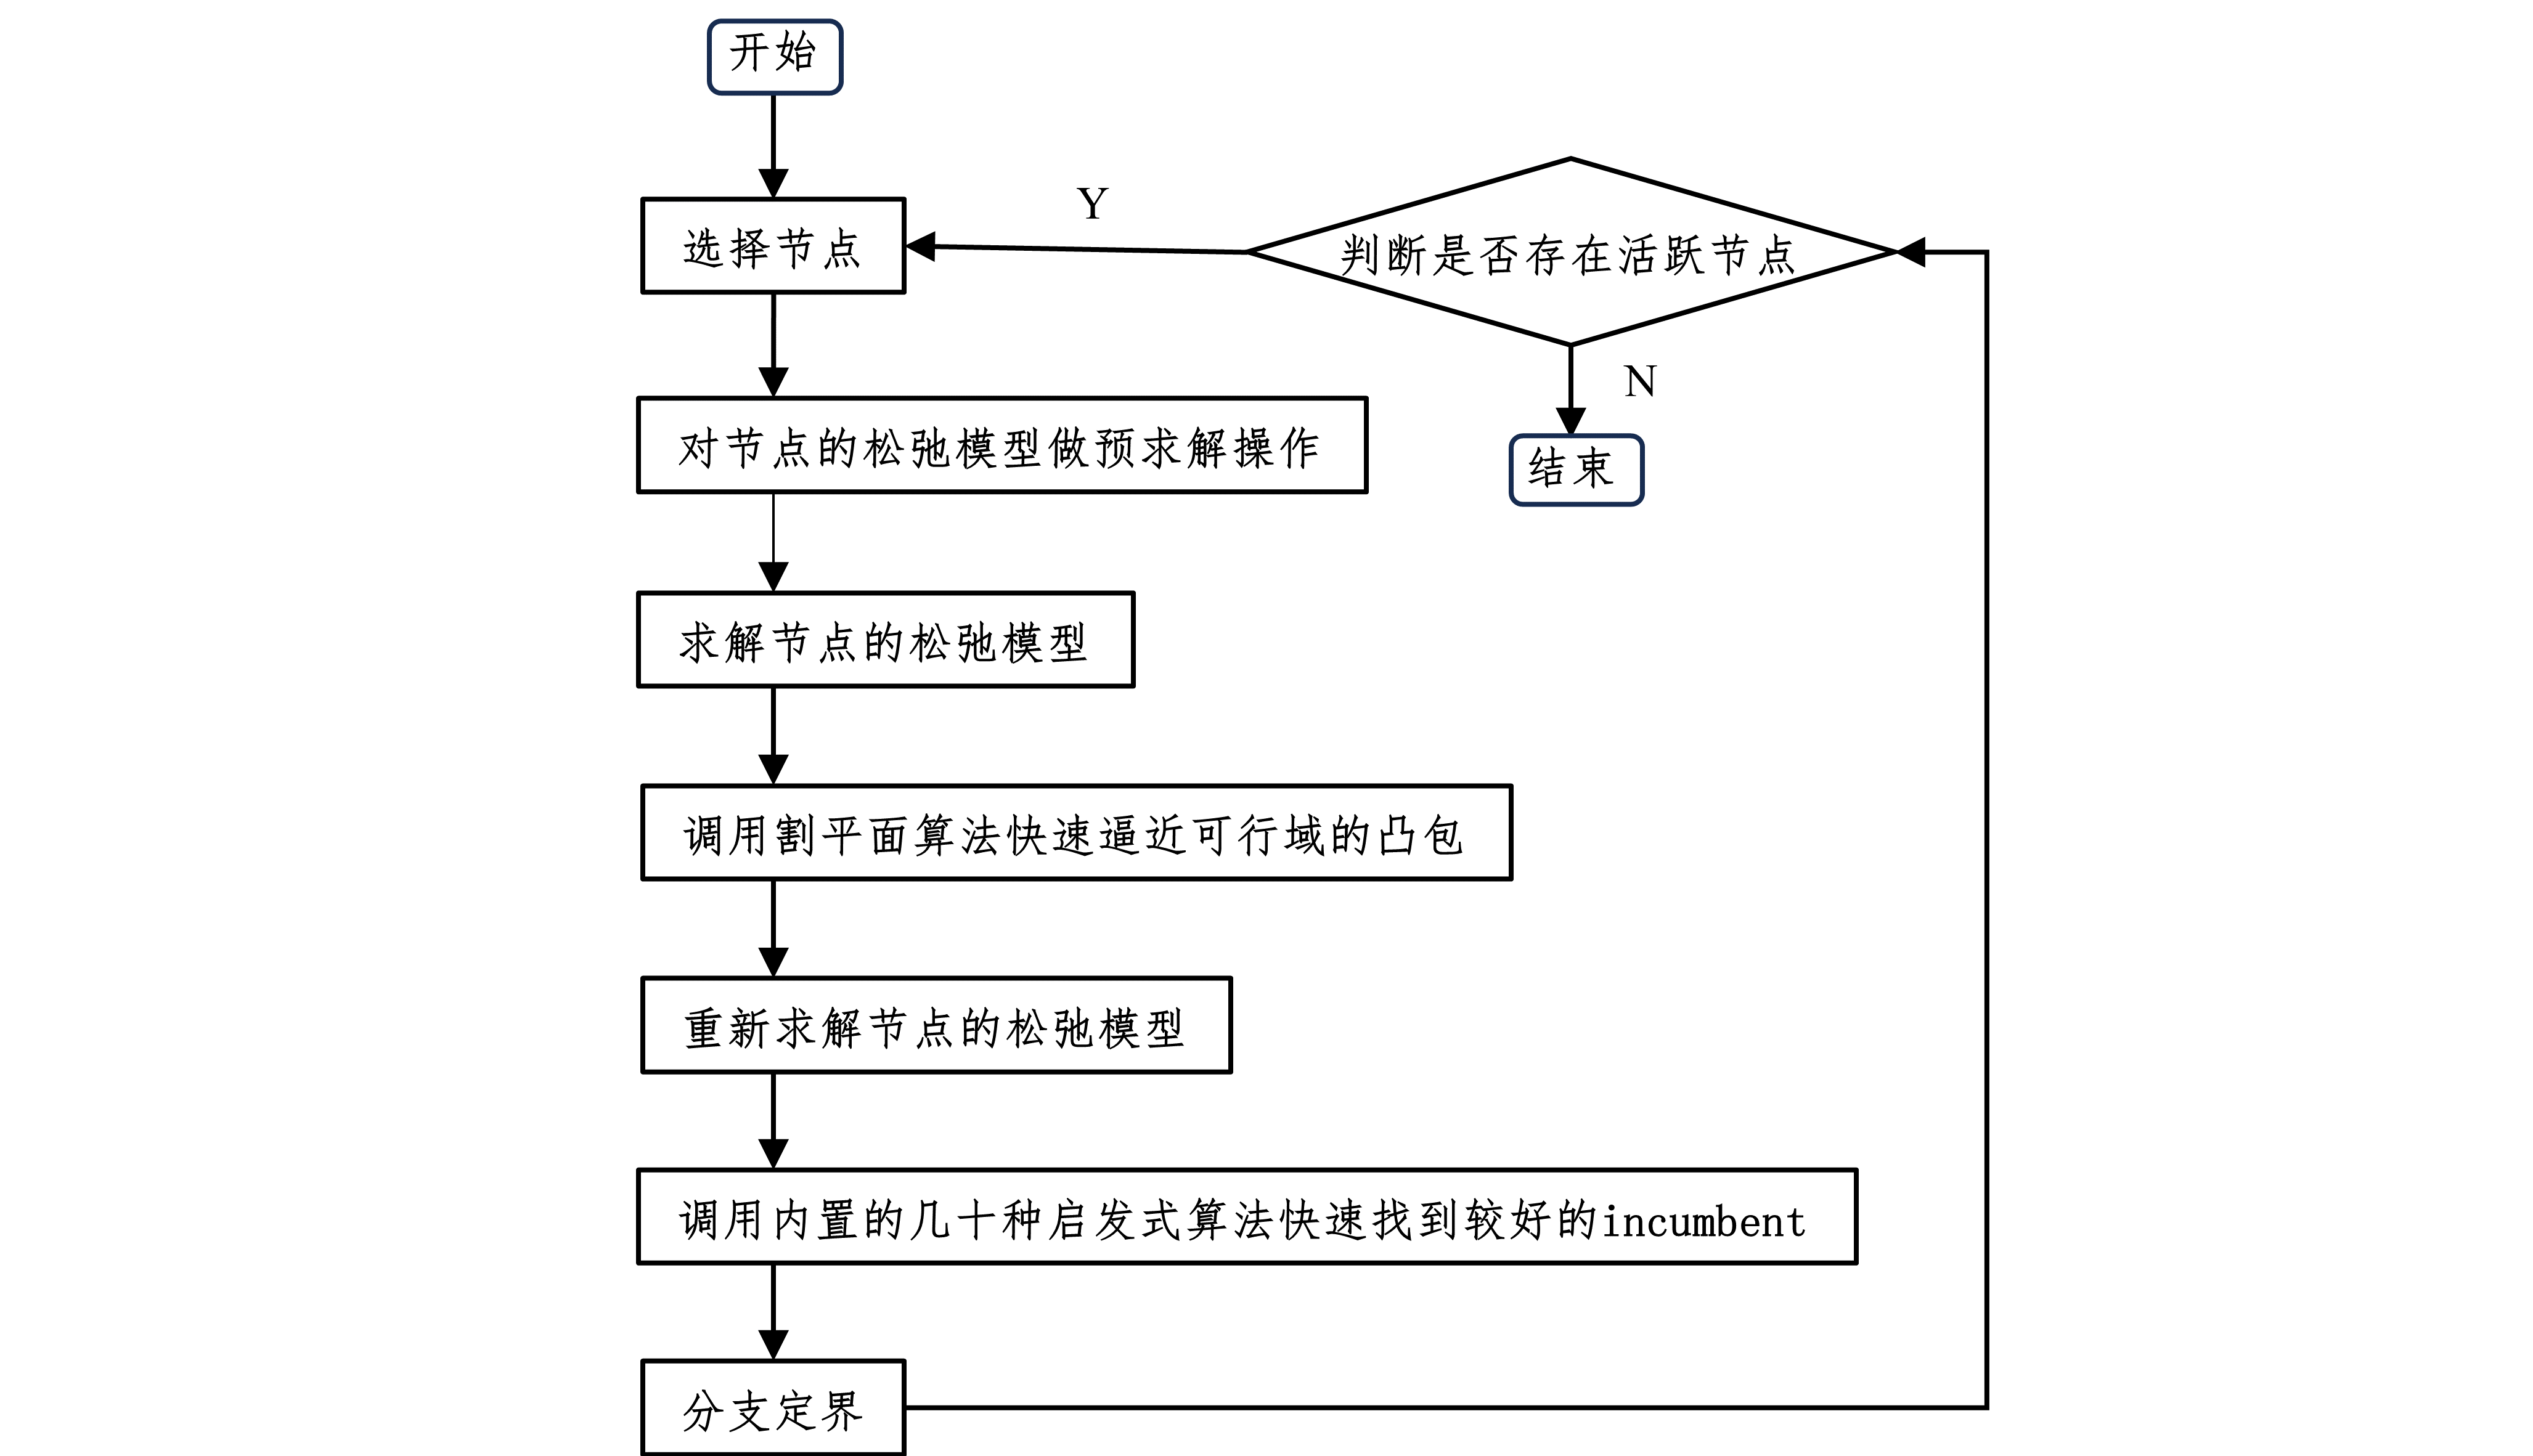 开始
选择节点
Y
判断是否存在活跃节点
N
结束
对节点的松弛模型做预求解操作
求解节点的松弛模型
调用割平面算法快速逼近可行域的凸包
重新求解节点的松弛模型
调用内置的几十种启发式算法快速找到较好的incumbent
分支定界